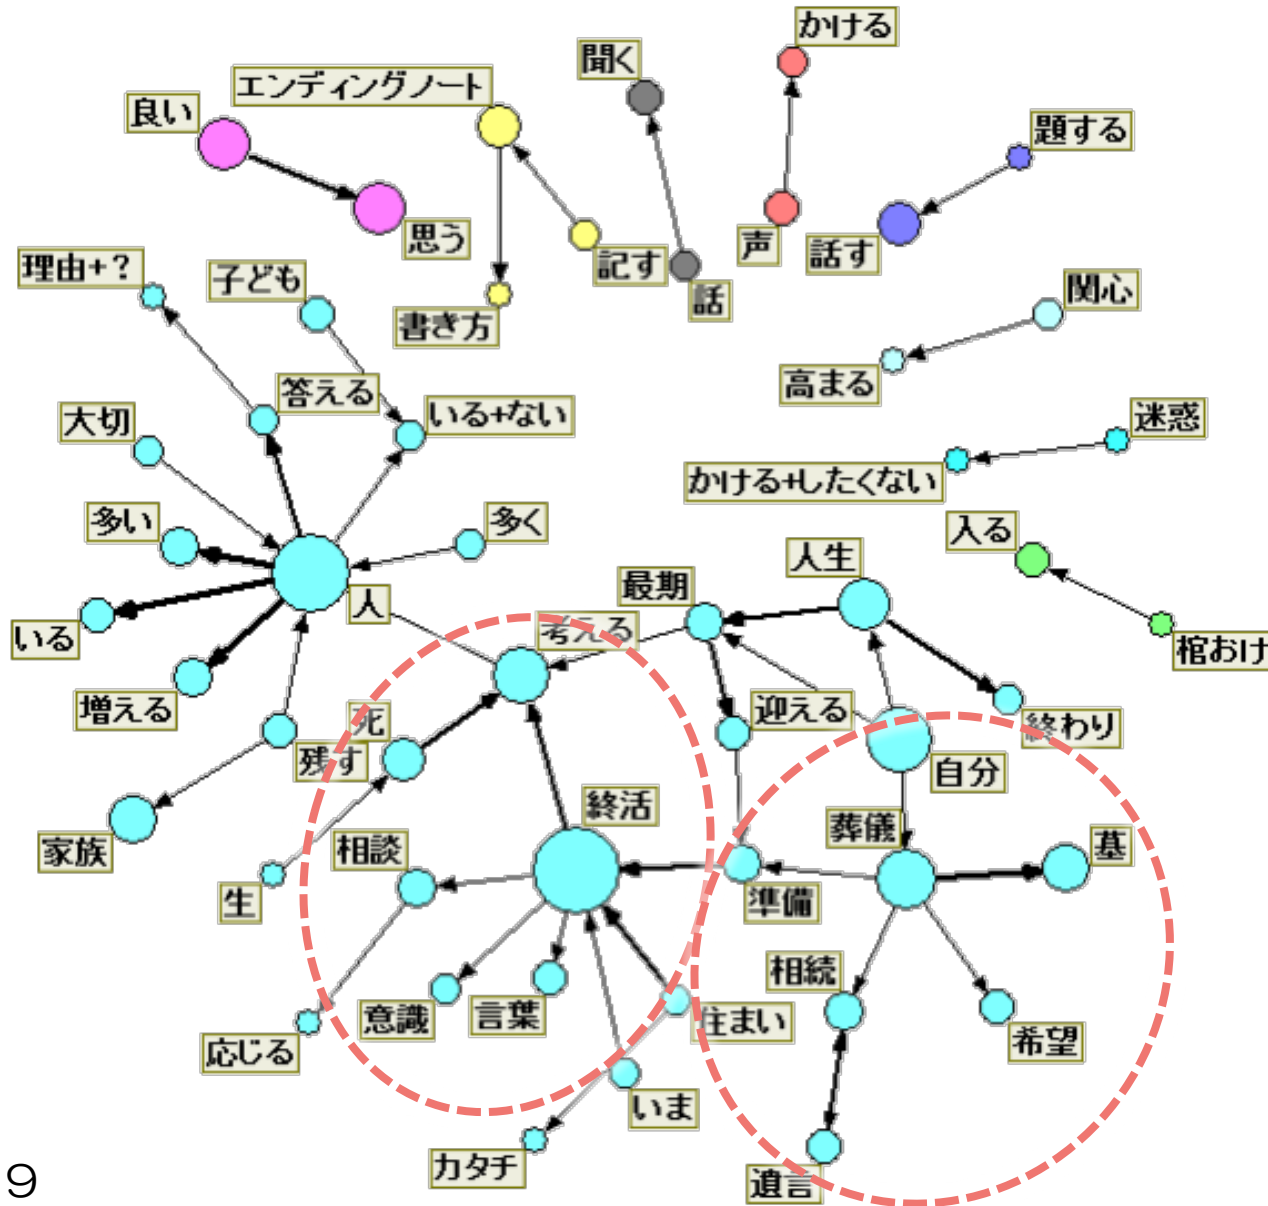 かける
聞く
エンディングノート
良い
題する
思う
声
話す
記す
理由+?
子ども
関心
話
書き方
高まる
答える
いる+ない
大切
迷惑
かける+したくない
多い
多く
入る
人生
最期
人
考える
いる
棺おけ
増える
死
迎える
終わり
残す
自分
終活
葬儀
家族
相談
墓
生
準備
相続
意識
言葉
住まい
希望
応じる
いま
カタチ
遺言
9